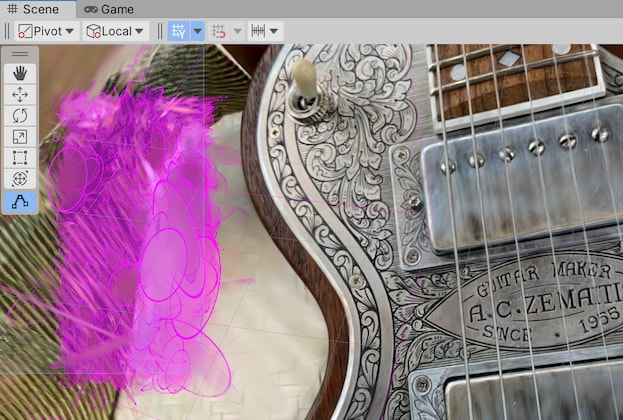 Scene Game
Pivot Local
GUITAR MAKER
A.C.ZEMAITI
SINCE . 1955